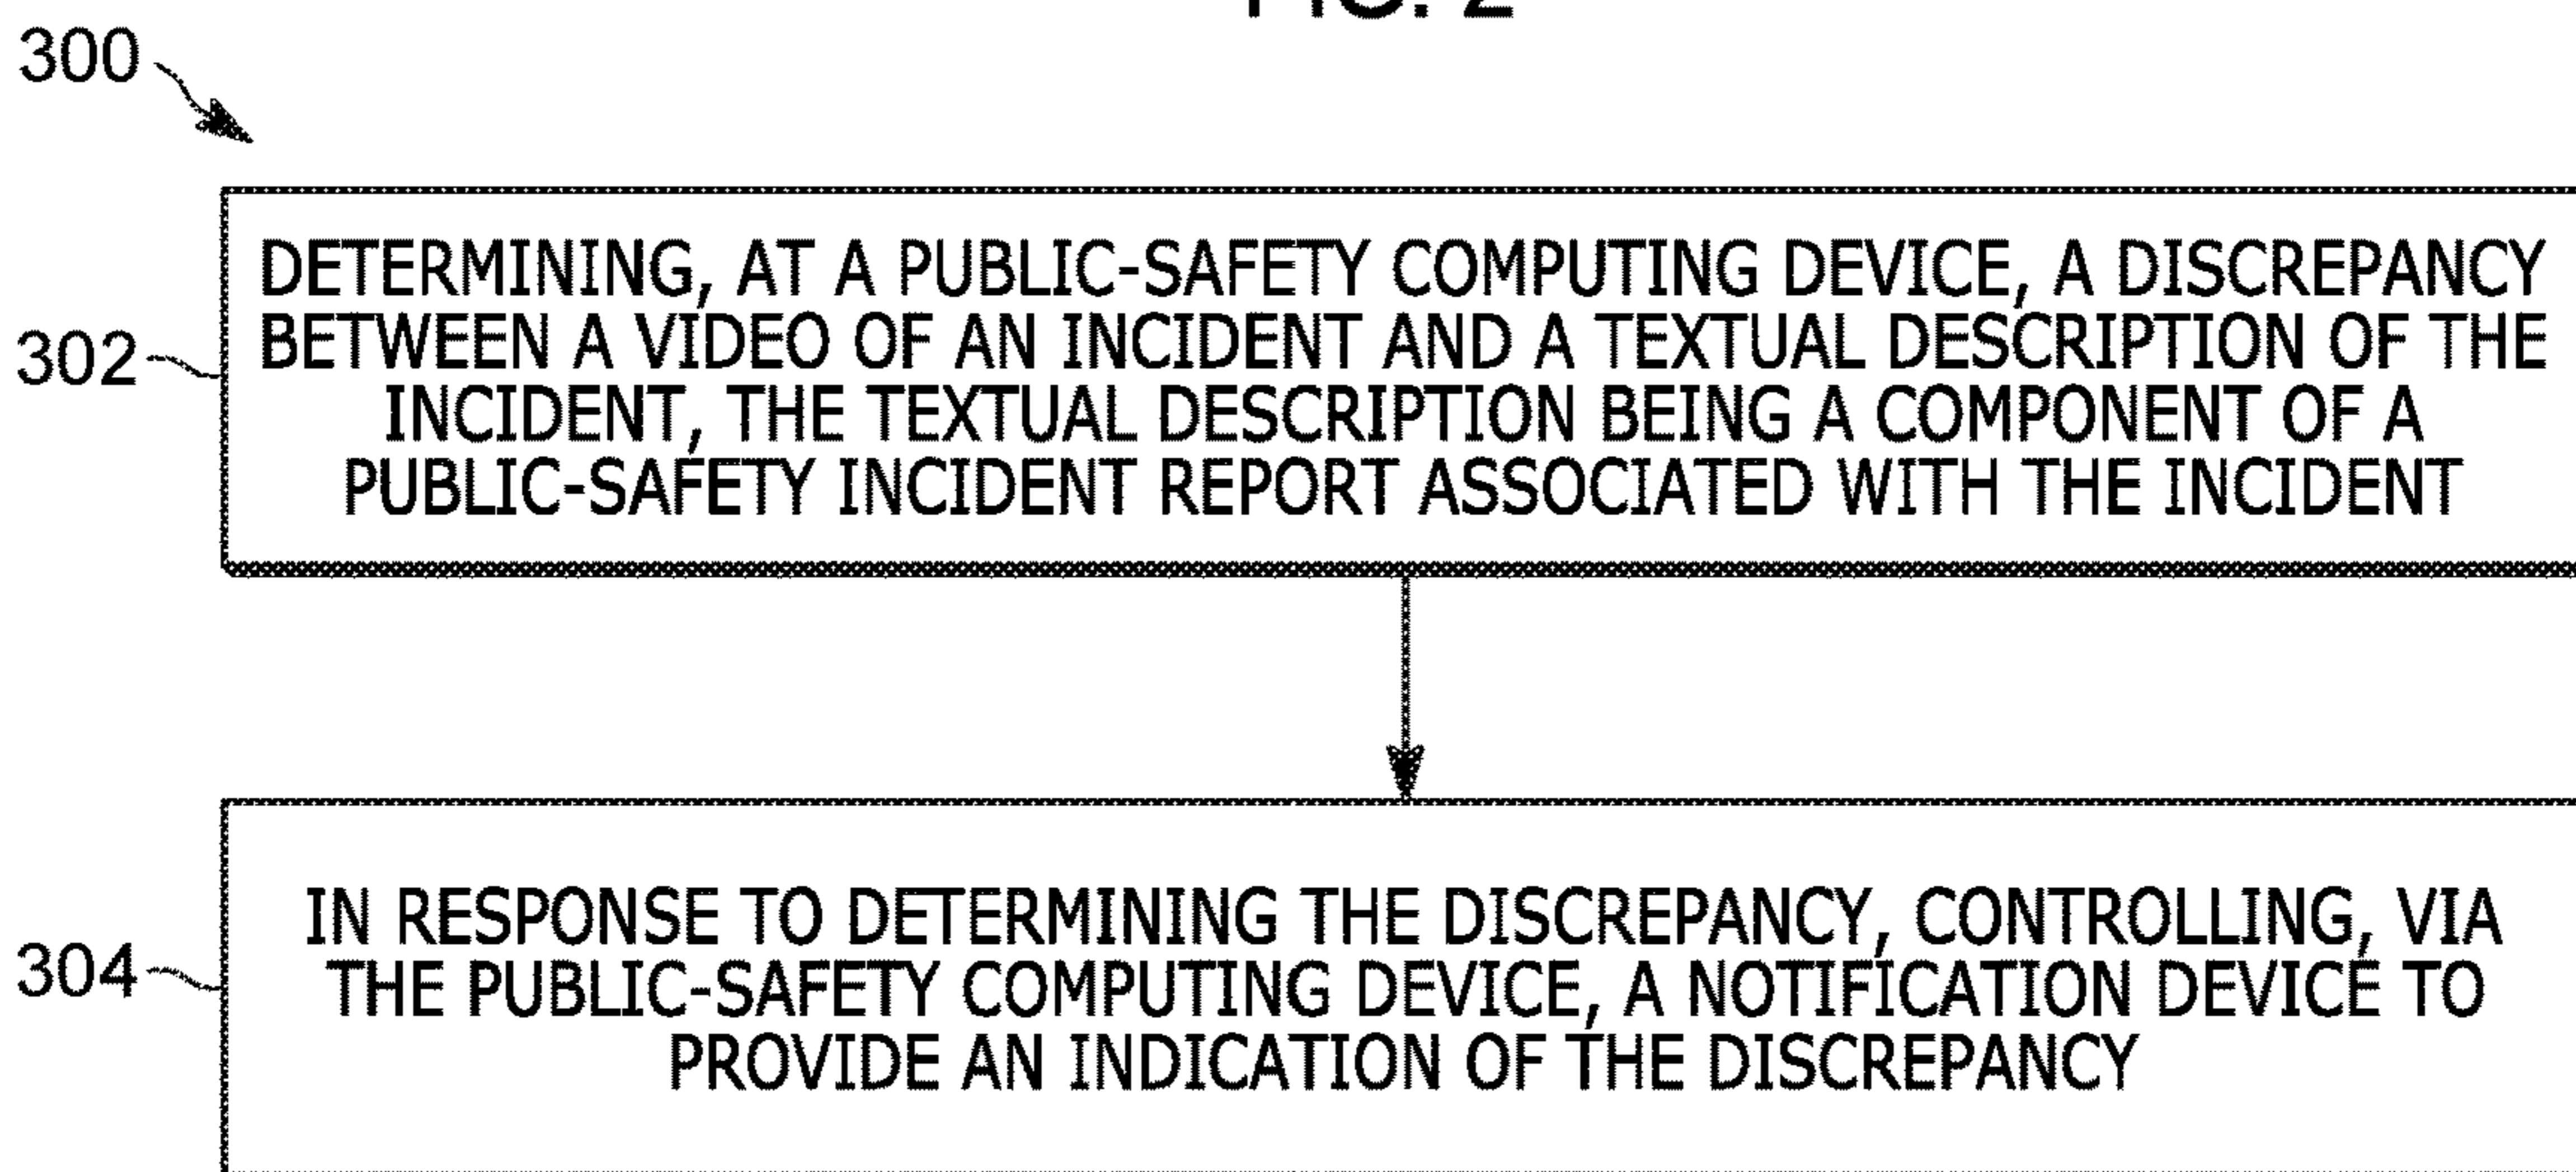 FIG. 2
300
302
DETERMINING, AT A PUBLIC-SAFETY COMPUTING DEVICE, A DISCREPANCY
BETWEEN A VIDEO OF AN INCIDENT AND A TEXTUAL DESCRIPTION OF THE
INCIDENT, THE TEXTUAL DESCRIPTION BEING A COMPONENT OF A
PUBLIC-SAFETY INCIDENT REPORT ASSOCIATED WITH THE INCIDENT
304
IN RESPONSE TO DETERMINING THE DISCREPANCY, CONTROLLING, VIA
THE PUBLIC-SAFETY COMPUTING DEVICE, A NOTIFICATION DEVICE TO
PROVIDE AN INDICATION OF THE DISCREPANCY